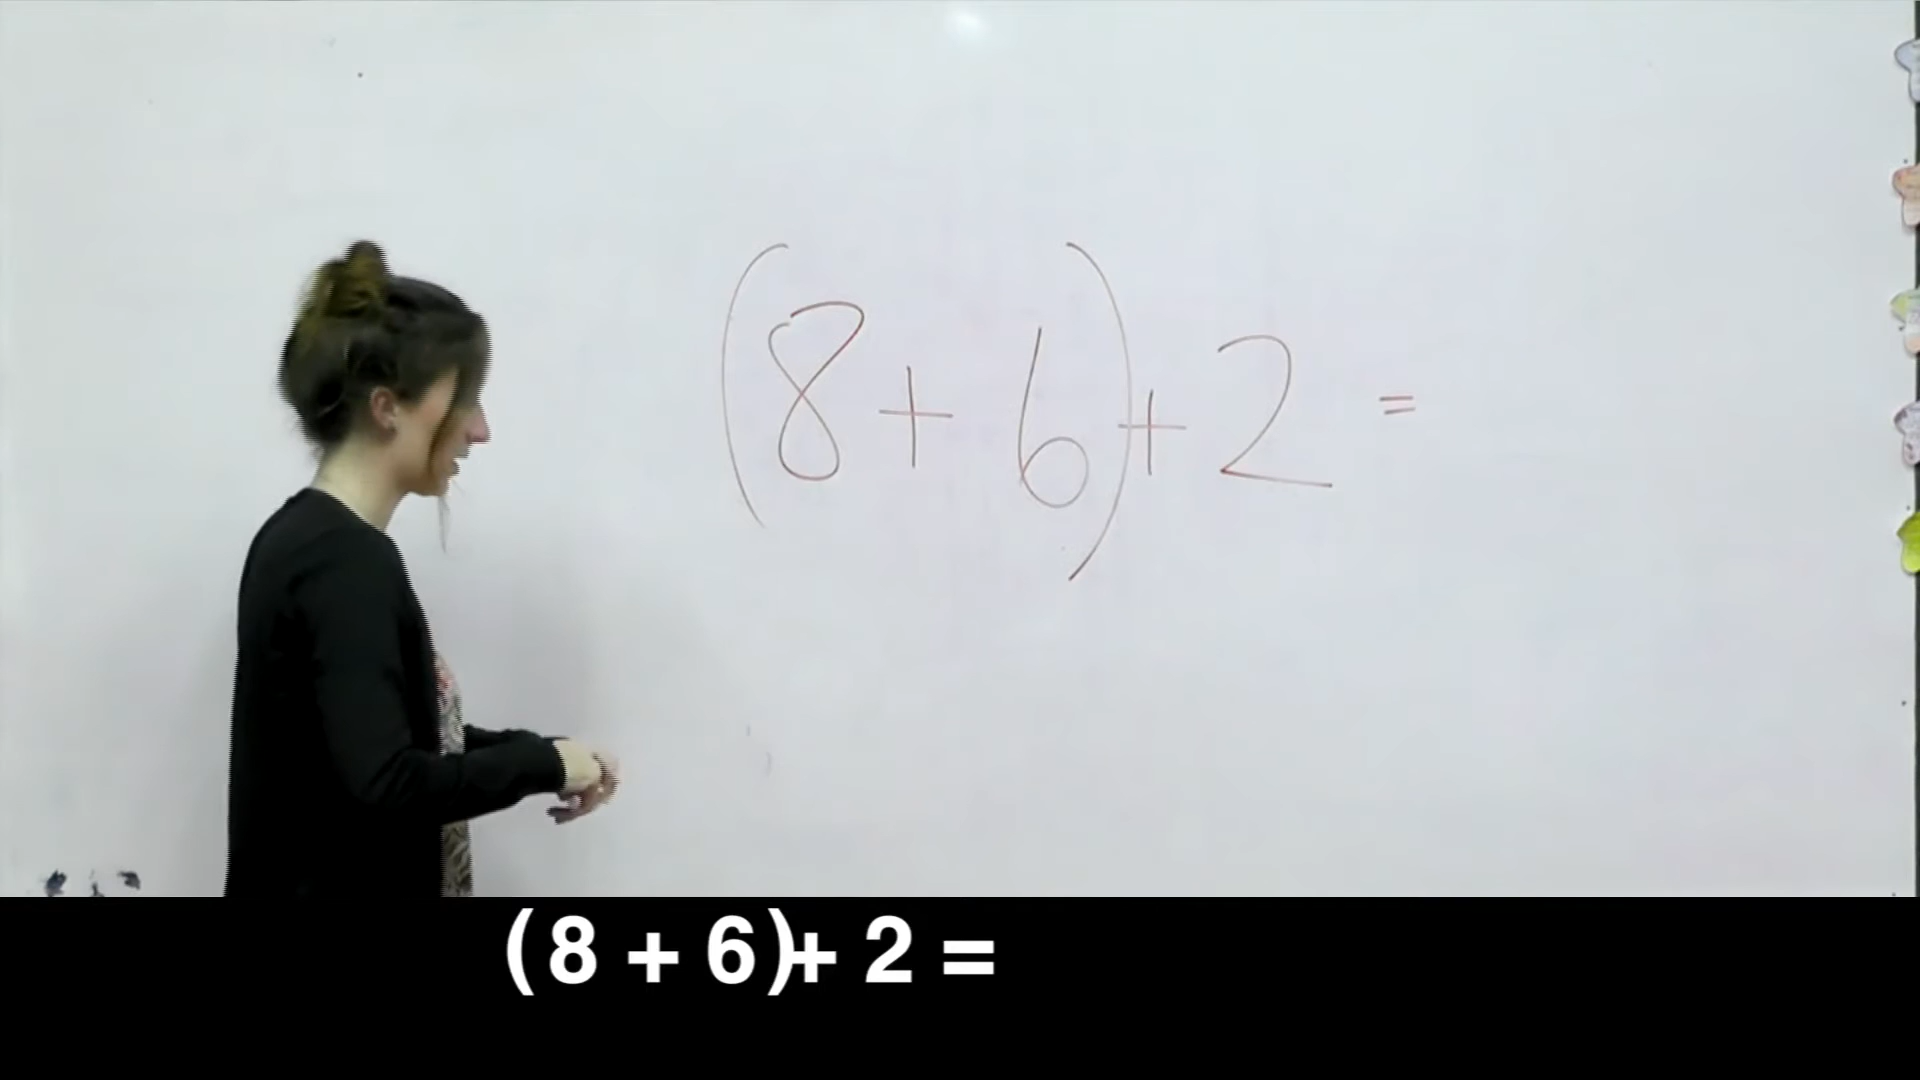 (8 + 6) + 2 =
(8 + 6)+ 2 =